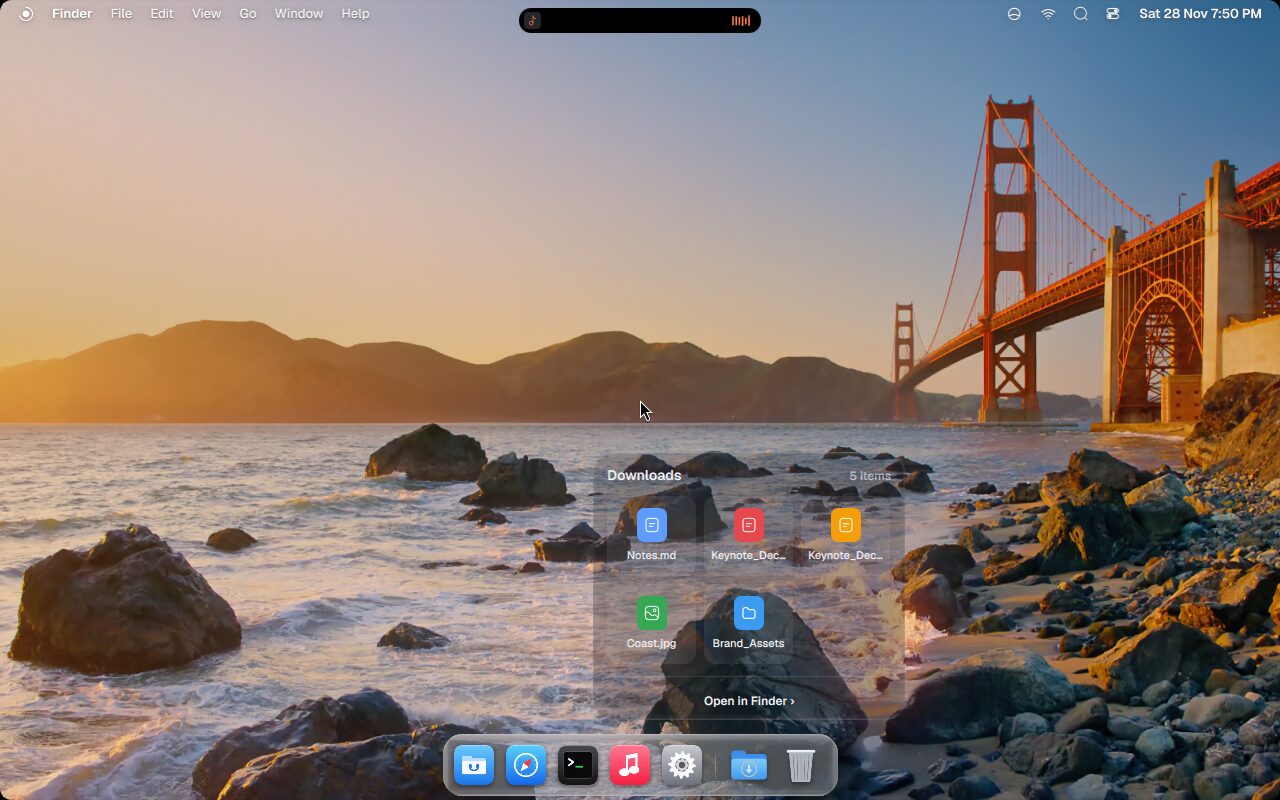 Finder File Edit View Go Window Help
Sat 28 Nov 7:50 PM
Downloads 5 items
Notes.md Keynote_Dec... Keynote_Dec...
Coast.jpg Brand_Assets
Open in Finder ›